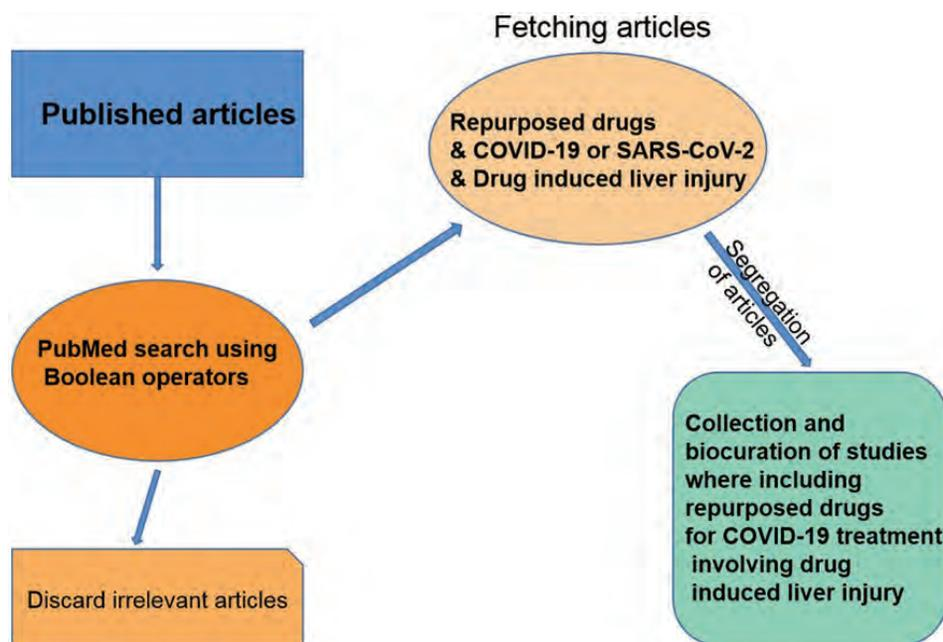 Published articles
PubMed search using
Boolean operators
Discard irrelevant articles
Fetching articles
Repurposed drugs
& COVID-19 or SARS-CoV-2
& Drug induced liver injury
Segregation
of articles
Collection and
biocuration of studies
where including
repurposed drugs
for COVID-19 treatment
involving drug
induced liver injury